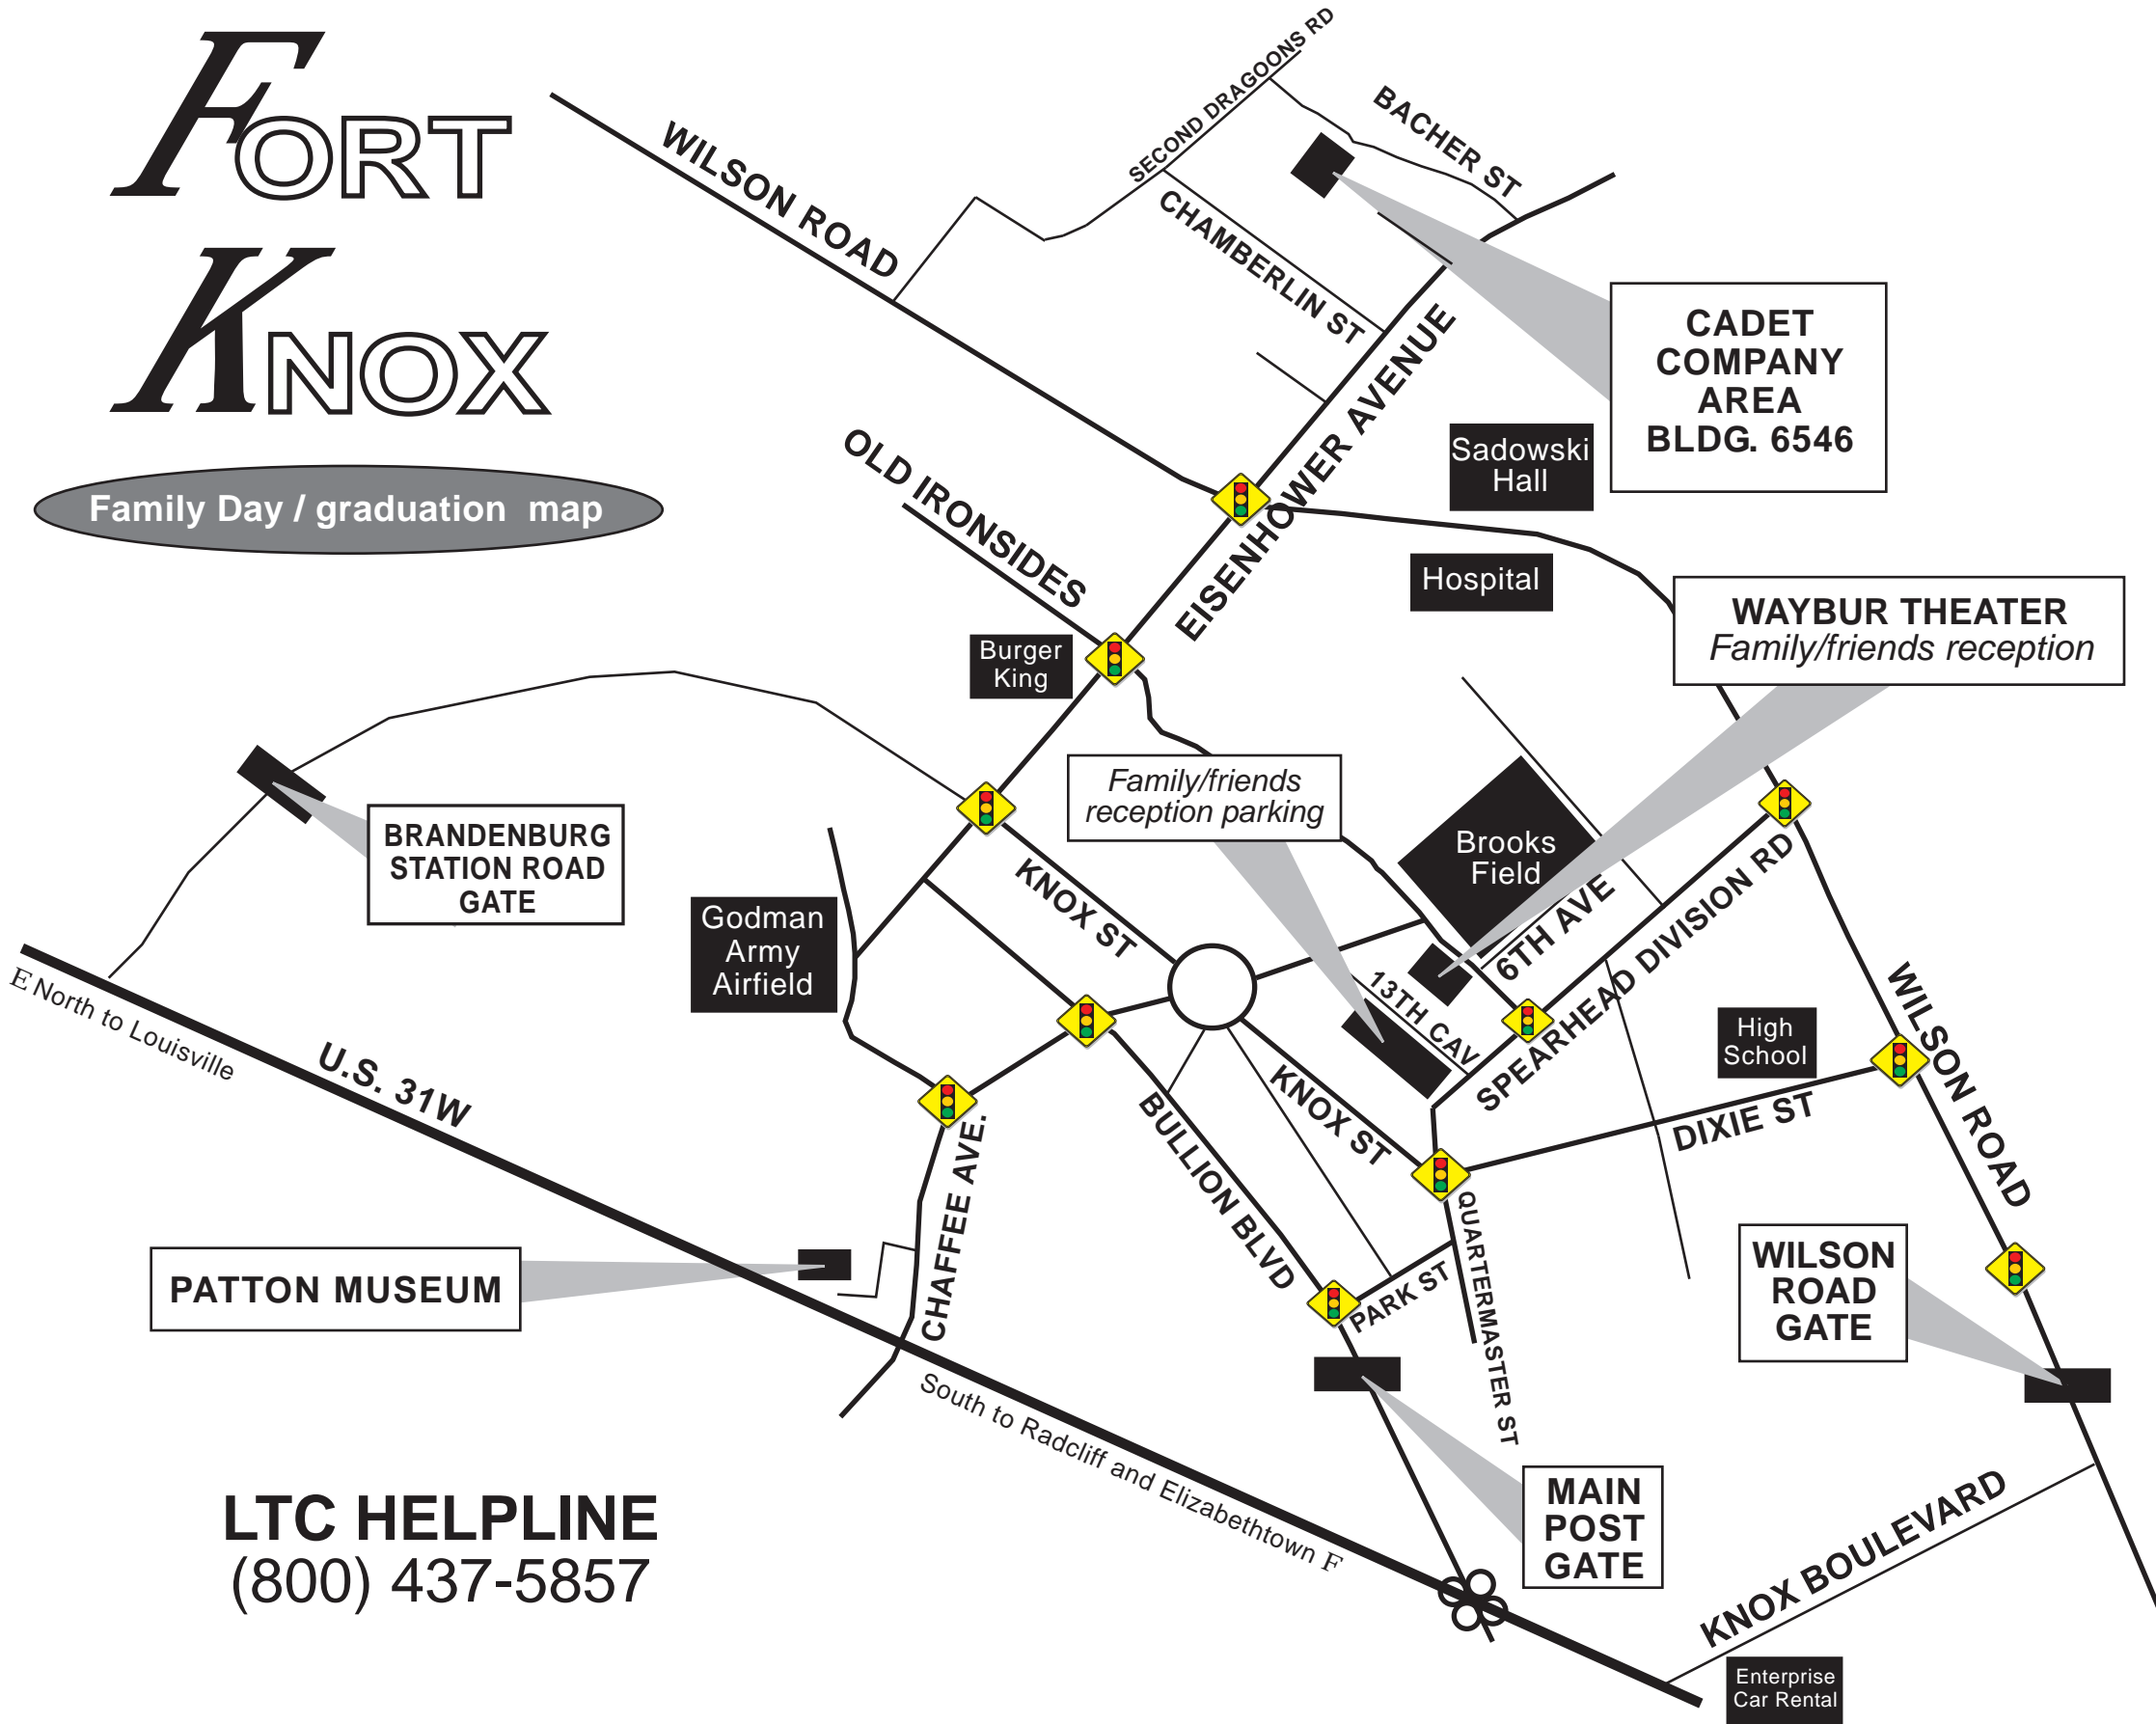 FORT
KNOX
Family Day / graduation map
SECOND DRAGOONS RD
BACHER ST
WILSON ROAD
CHAMBERLIN ST
CADET
COMPANY
AREA
BLDG. 6546
EISENHOWER AVENUE
Sadowski
Hall
OLD IRONSIDES
Hospital
WAYBUR THEATER
Family/friends reception
Burger
King
Family/friends
reception parking
BRANDENBURG
STATION ROAD
GATE
Brooks
Field
KNOX ST
Godman
Army
Airfield
6TH AVE
SPEARHEAD DIVISION RD
13TH CAV
WILSON ROAD
High
School
E North to Louisville
U.S. 31W
KNOX ST
DIXIE ST
BULLION BLVD
CHAFFEE AVE.
QUARTERMASTER ST
PATTON MUSEUM
PARK ST
WILSON
ROAD
GATE
South to Radcliff and Elizabethtown F
MAIN
POST
GATE
KNOX BOULEVARD
LTC HELPLINE
(800) 437-5857
Enterprise
Car Rental